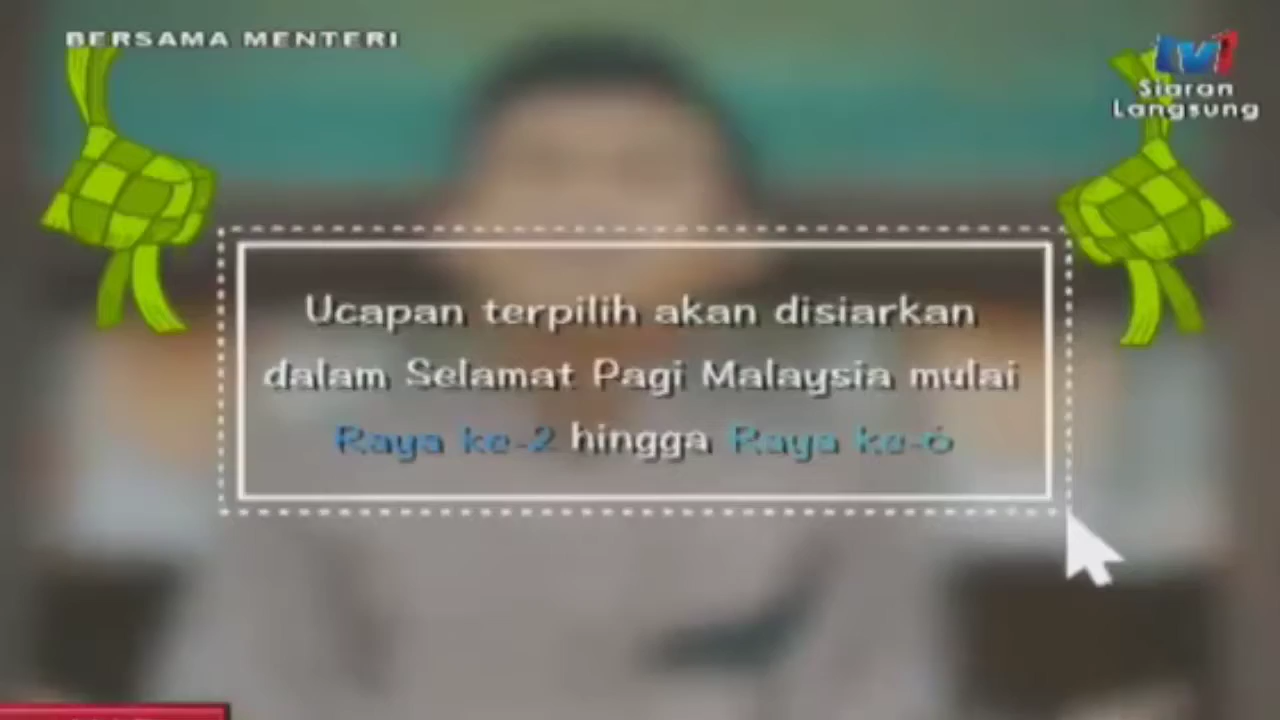 BERSAMA MENTERI
tv1
Siaran
Langsung
Ucapan terpilih akan disiarkan
dalam Selamat Pagi Malaysia mulai
Raya ke-2 hingga Raya ke-6